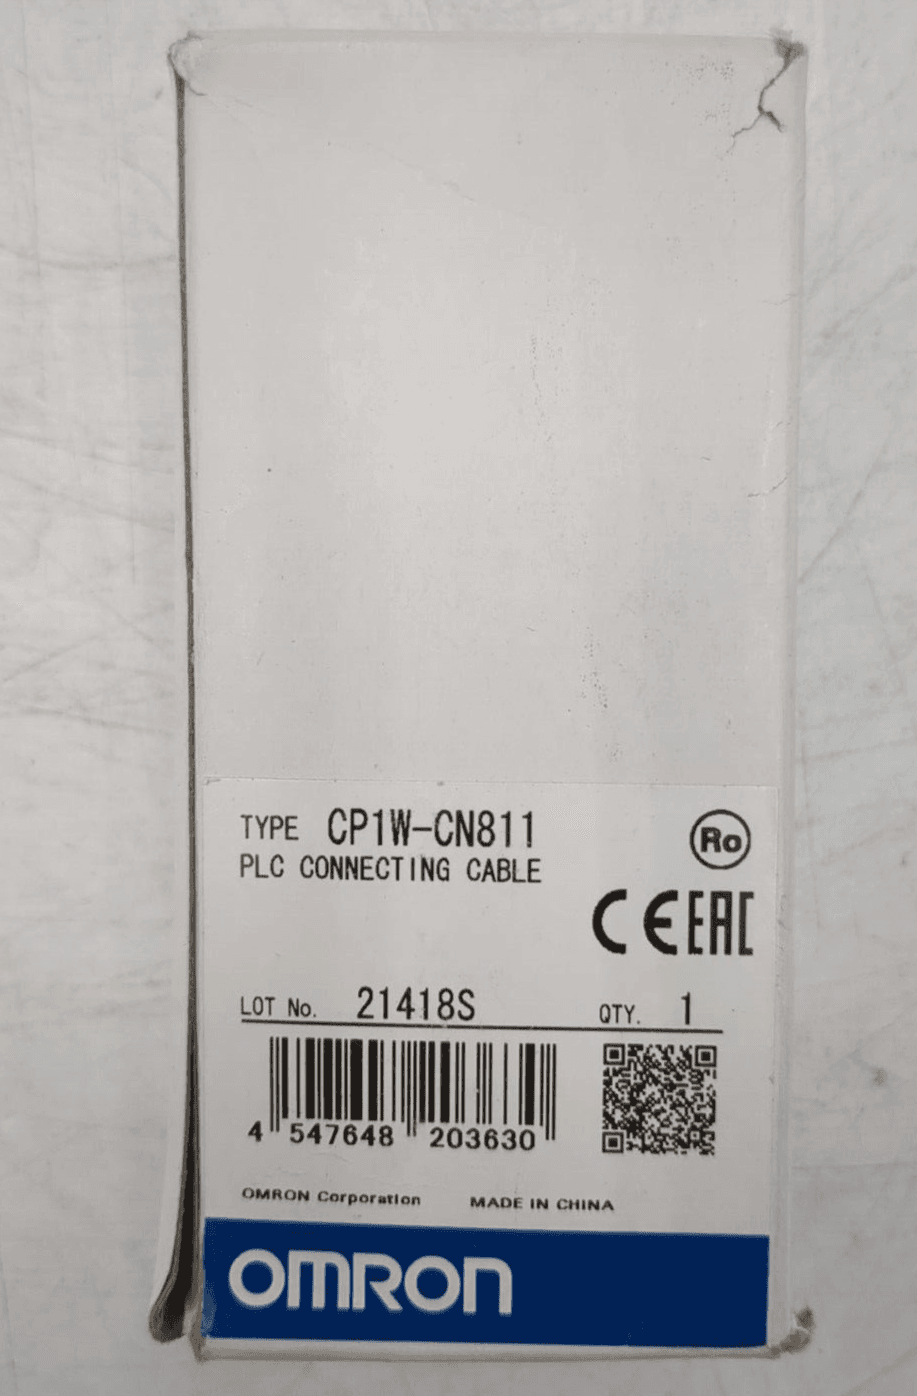 TYPE CP1W-CN811
PLC CONNECTING CABLE
Ro
CE EAC
LOT No. 21418S QTY. 1
4 547648 203630
OMRON Corporation MADE IN CHINA
OMRON